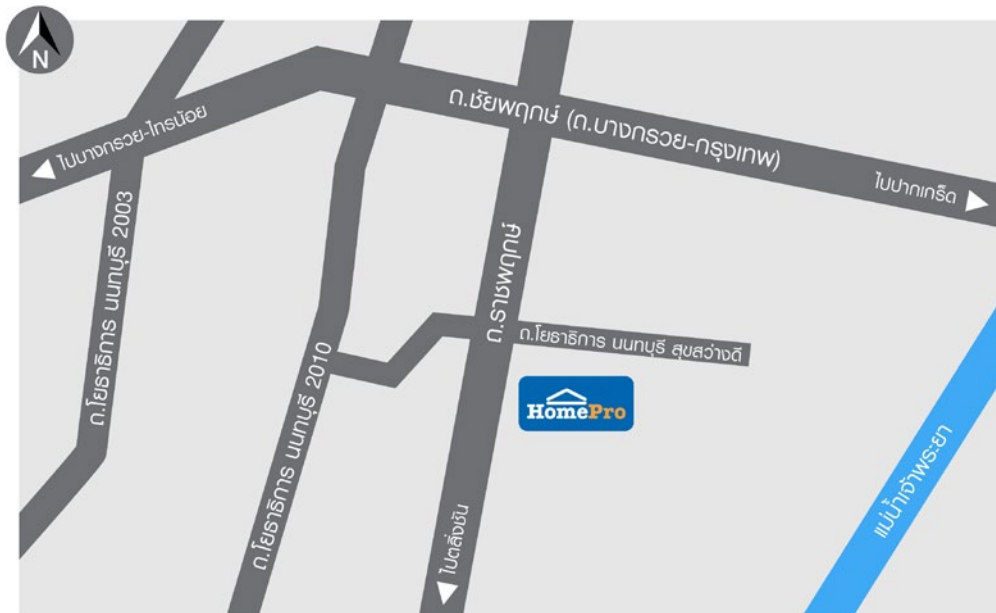 N
ถ.ชัยพฤกษ์ (ถ.บางกรวย-กรุงเทพ)
ไปบางกรวย-ไทรน้อย
ไปปากเกร็ด
ถ.โยธาธิการ นนทบุรี 2003
ถ.ราชพฤกษ์
ถ.โยธาธิการ นนทบุรี สุขสว่างดี
ถ.โยธาธิการ นนทบุรี 2010
HomePro
แม่น้ำเจ้าพระยา
ไปตลิ่งชัน